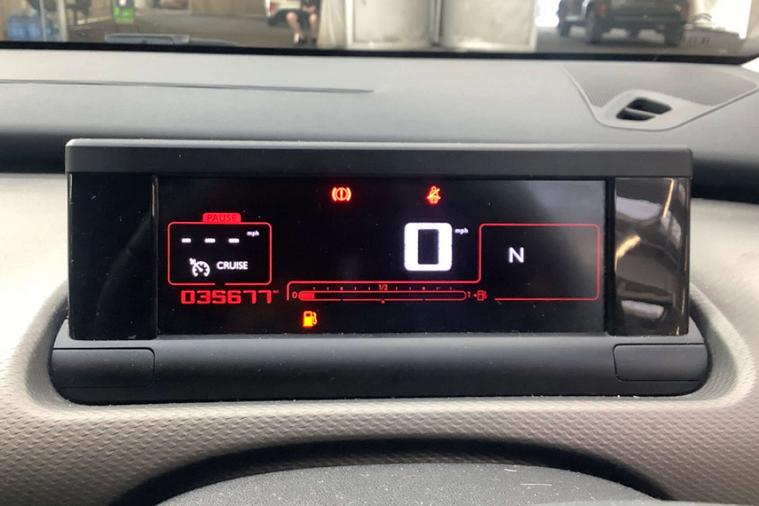 PAUSE
- - - mph
CRUISE
0 mph
N
035677
0 1/2 1